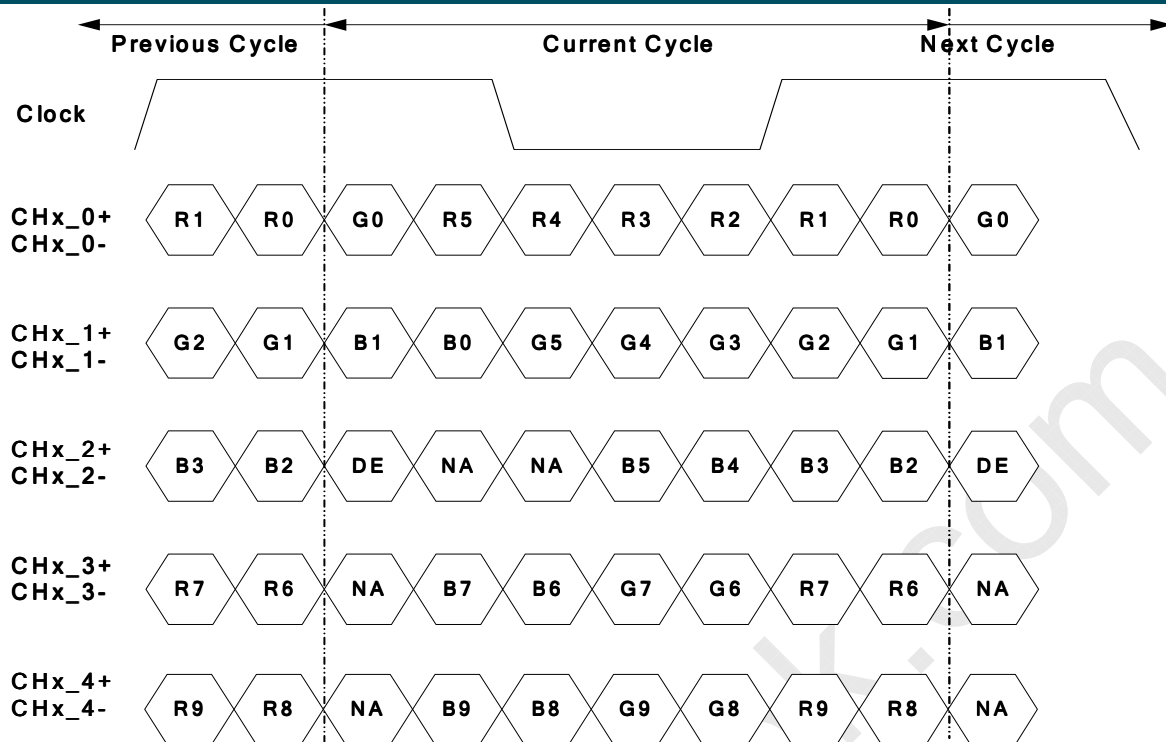 Previous Cycle Current Cycle Next Cycle
Clock
CHx_0+
CHx_0-
R1 R0 G0 R5 R4 R3 R2 R1 R0 G0
CHx_1+
CHx_1-
G2 G1 B1 B0 G5 G4 G3 G2 G1 B1
CHx_2+
CHx_2-
B3 B2 DE NA NA B5 B4 B3 B2 DE
CHx_3+
CHx_3-
R7 R6 NA B7 B6 G7 G6 R7 R6 NA
CHx_4+
CHx_4-
R9 R8 NA B9 B8 G9 G8 R9 R8 NA